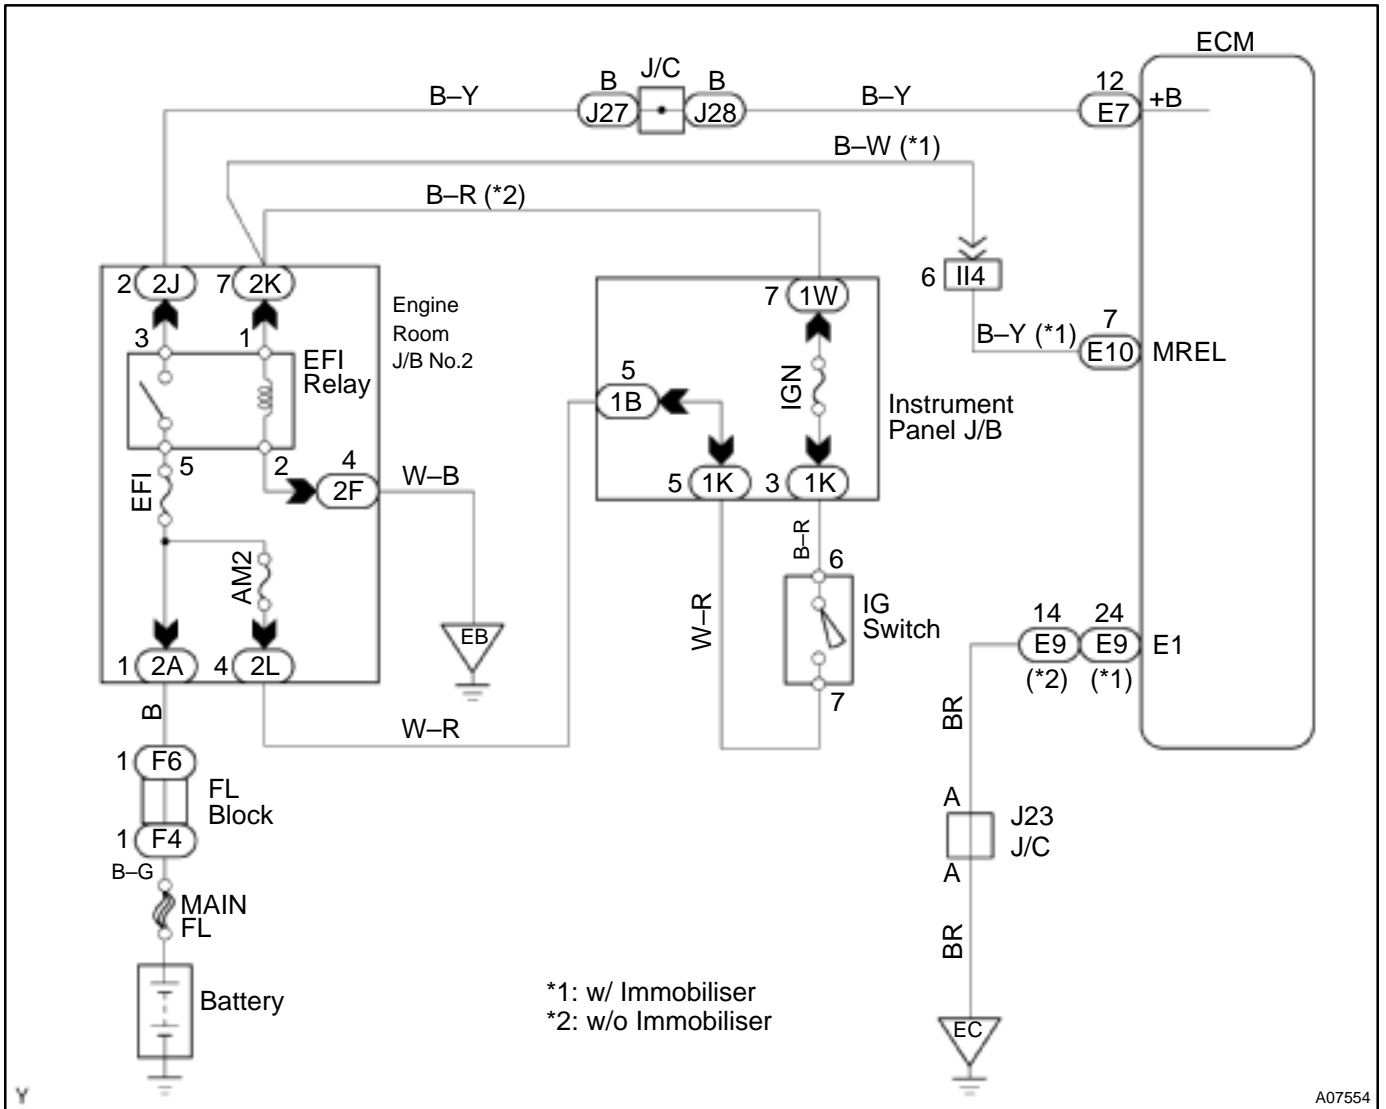 ECM
J/C
B
B
12
B–Y
J27
J28
B–Y
E7
+B
B–W (*1)
B–R (*2)
2
2J
7
2K
Engine
Room
J/B No.2
3
1
EFI
Relay
5
2
EFI
4
2F
W–B
AM2
1
2A
4
2L
EB
B
W–R
1
F6
FL
Block
1
F4
B–G
MAIN
FL
Battery
7
1W
IGN
5
1B
Instrument
Panel J/B
5
1K
3
1K
B–R
W–R
6
IG
Switch
7
6
II4
B–Y (*1)
7
E10
MREL
14
24
E9
E9
E1
(*2)
(*1)
BR
A
J23
J/C
A
BR
EC
*1: w/ Immobiliser
*2: w/o Immobiliser
Y
A07554